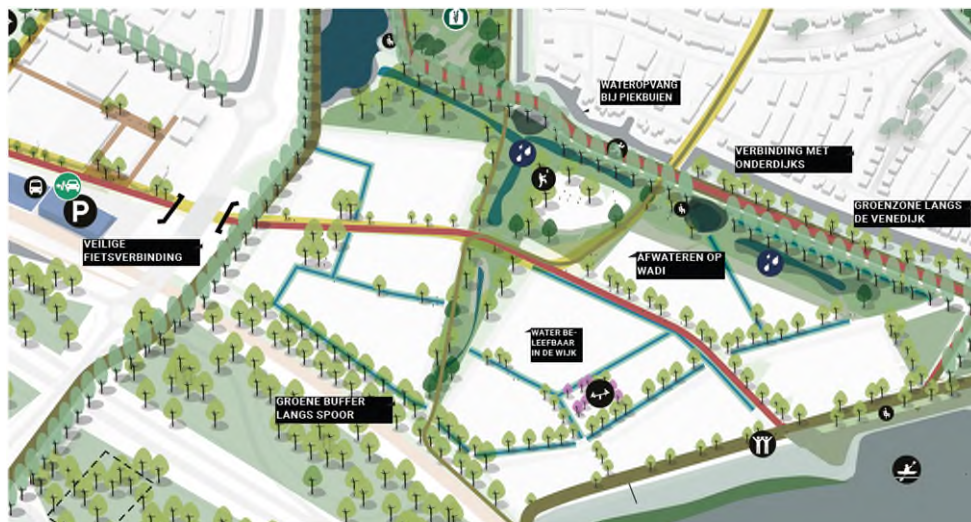 WATEROPVANG
BIJ PIEKBUIEN
VERBINDING MET
ONDERDIJKS
GROENZONE LANGS
DE VENEDIJK
P
VEILIGE
FIETSVERBINDING
AFWATEREN OP
WADI
WATER BE-
LEEFBAAR
IN DE WIJK
GROENE BUFFER
LANGS SPOOR